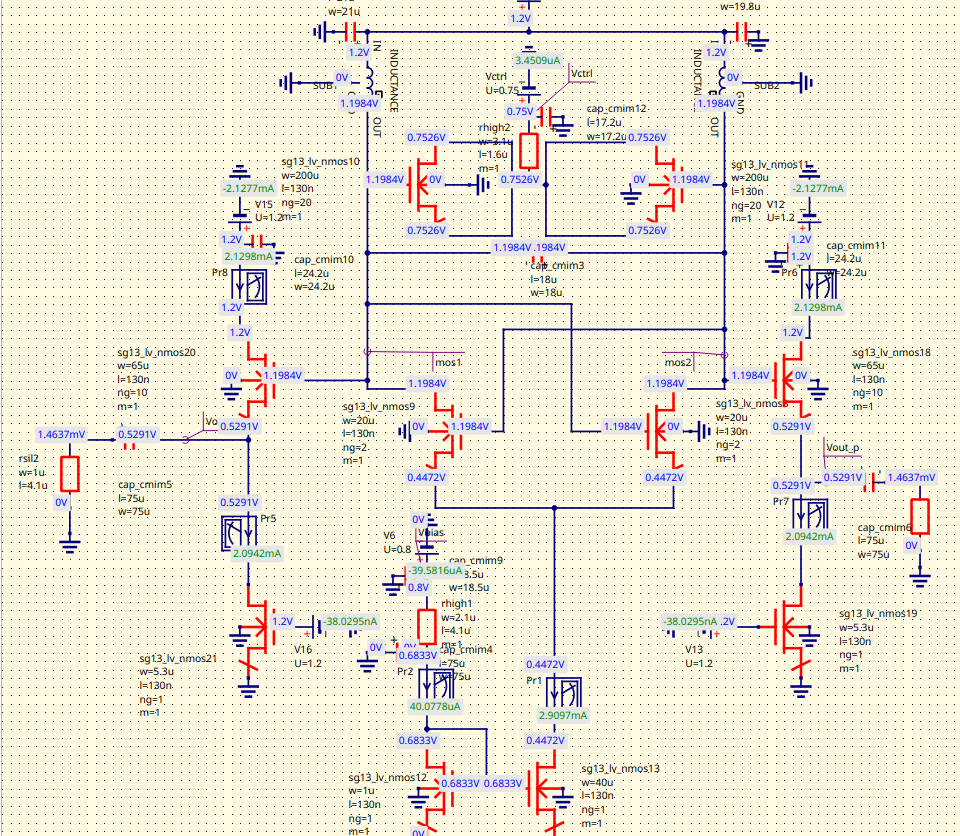 w=21u
1.2V
w=19.8u
1.2V
IN
1.2V
INDUCTANCE
OUT
SUB
0V
1.1984V
3.4509uA
Vctrl
U=0.75
Vctrl
0.75V
cap_cmim12
l=17.2u
w=17.2u
rhigh2
w=3.1u
l=1.6u
m=1
0.7526V
0V
SUB2
GND
1.1984V
OUT
0.7526V
0.7526V
sg13_lv_nmos10
w=200u
l=130n
ng=20
m=1
1.1984V
0V
0.7526V
0V
1.1984V
0.7526V
sg13_lv_nmos11
w=200u
l=130n
ng=20
m=1
-2.1277mA
V15
U=1.2
1.2V
2.1298mA
cap_cmim10
l=24.2u
w=24.2u
Pr8
1.2V
1.2V
-2.1277mA
V12
U=1.2
1.2V
1.2V
cap_cmim11
l=24.2u
w=24.2u
Pr6
2.1298mA
1.2V
1.1984V
.1984V
cap_cmim3
l=18u
w=18u
mos1
mos2
sg13_lv_nmos20
w=65u
l=130n
ng=10
m=1
0V
1.1984V
0.5291V
1.1984V
sg13_lv_nmos9
w=20u
l=130n
ng=2
m=1
0V
1.1984V
0.4472V
1.1984V
1.1984V
0V
w=20u
l=130n
ng=2
m=1
0.4472V
1.1984V
0V
sg13_lv_nmos18
w=65u
l=130n
ng=10
m=1
0.5291V
1.4637mV
0.5291V
Vo
rsil2
w=1u
l=4.1u
0V
cap_cmim5
l=75u
w=75u
0.5291V
Pr5
2.0942mA
Vout_p
0.5291V
1.4637mV
0.5291V
Pr7
2.0942mA
cap_cmim6
l=75u
w=75u
0V
0V
V6
U=0.8
Vbias
cap_cmim9
8.5u
w=18.5u
-39.5816uA
0.8V
rhigh1
w=2.1u
l=4.1u
m=1
0V
0V
0.6833V
cap_cmim4
l=75u
w=75u
Pr2
40.0778uA
0.6833V
0.4472V
Pr1
2.9097mA
0.4472V
1.2V
-38.0295nA
V16
U=1.2
sg13_lv_nmos21
w=5.3u
l=130n
ng=1
m=1
-38.0295nA
.2V
V13
U=1.2
sg13_lv_nmos19
w=5.3u
l=130n
ng=1
m=1
sg13_lv_nmos12
w=1u
l=130n
ng=1
m=1
0.6833V
0.6833V
0V
sg13_lv_nmos13
w=40u
l=130n
ng=1
m=1